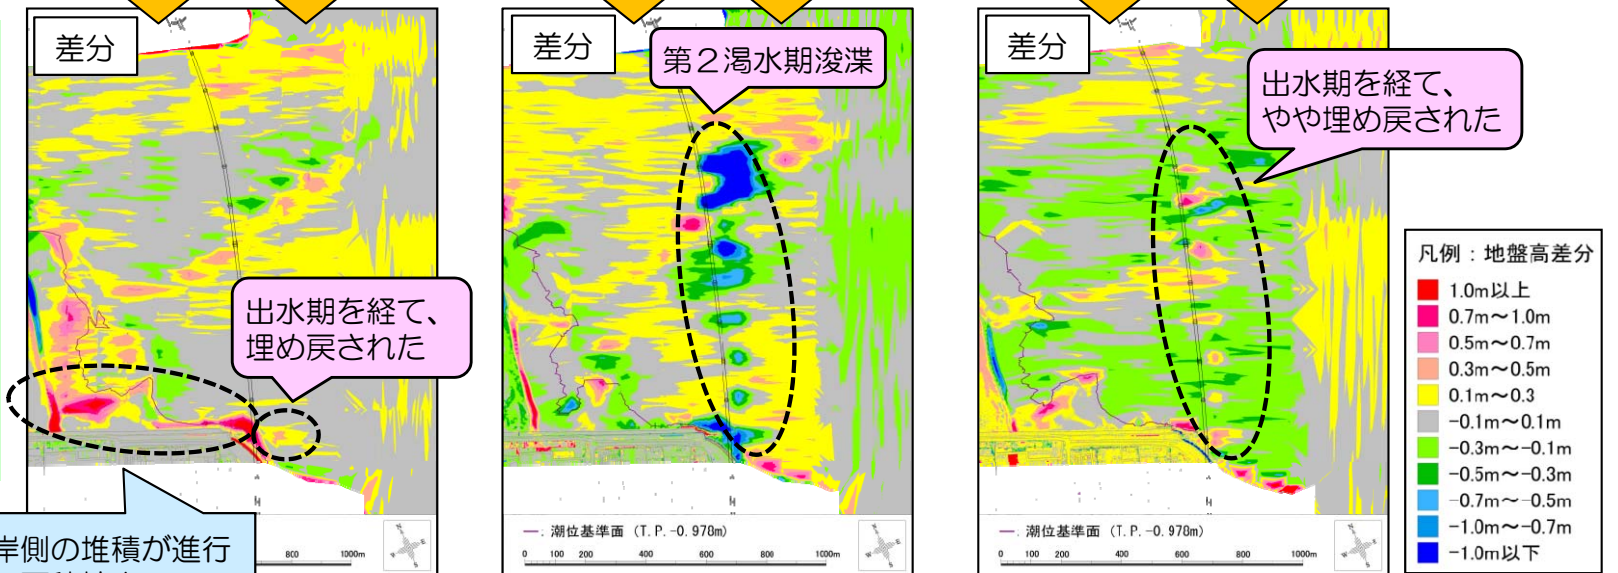 差分
出水期を経て、
埋め戻された
岸側の堆積が進行
800 1000m
差分
第2渇水期浚渫
潮位基準面 (T.P.-0.978m)
0 100 200 400 600 800 1000m
差分
出水期を経て、
やや埋め戻された
潮位基準面 (T.P.-0.978m)
0 100 200 400 600 800 1000m
凡例：地盤高差分
1.0m以上
0.7m～1.0m
0.5m～0.7m
0.3m～0.5m
0.1m～0.3
-0.1m～0.1m
-0.3m～-0.1m
-0.5m～-0.3m
-0.7m～-0.5m
-1.0m～-0.7m
-1.0m以下